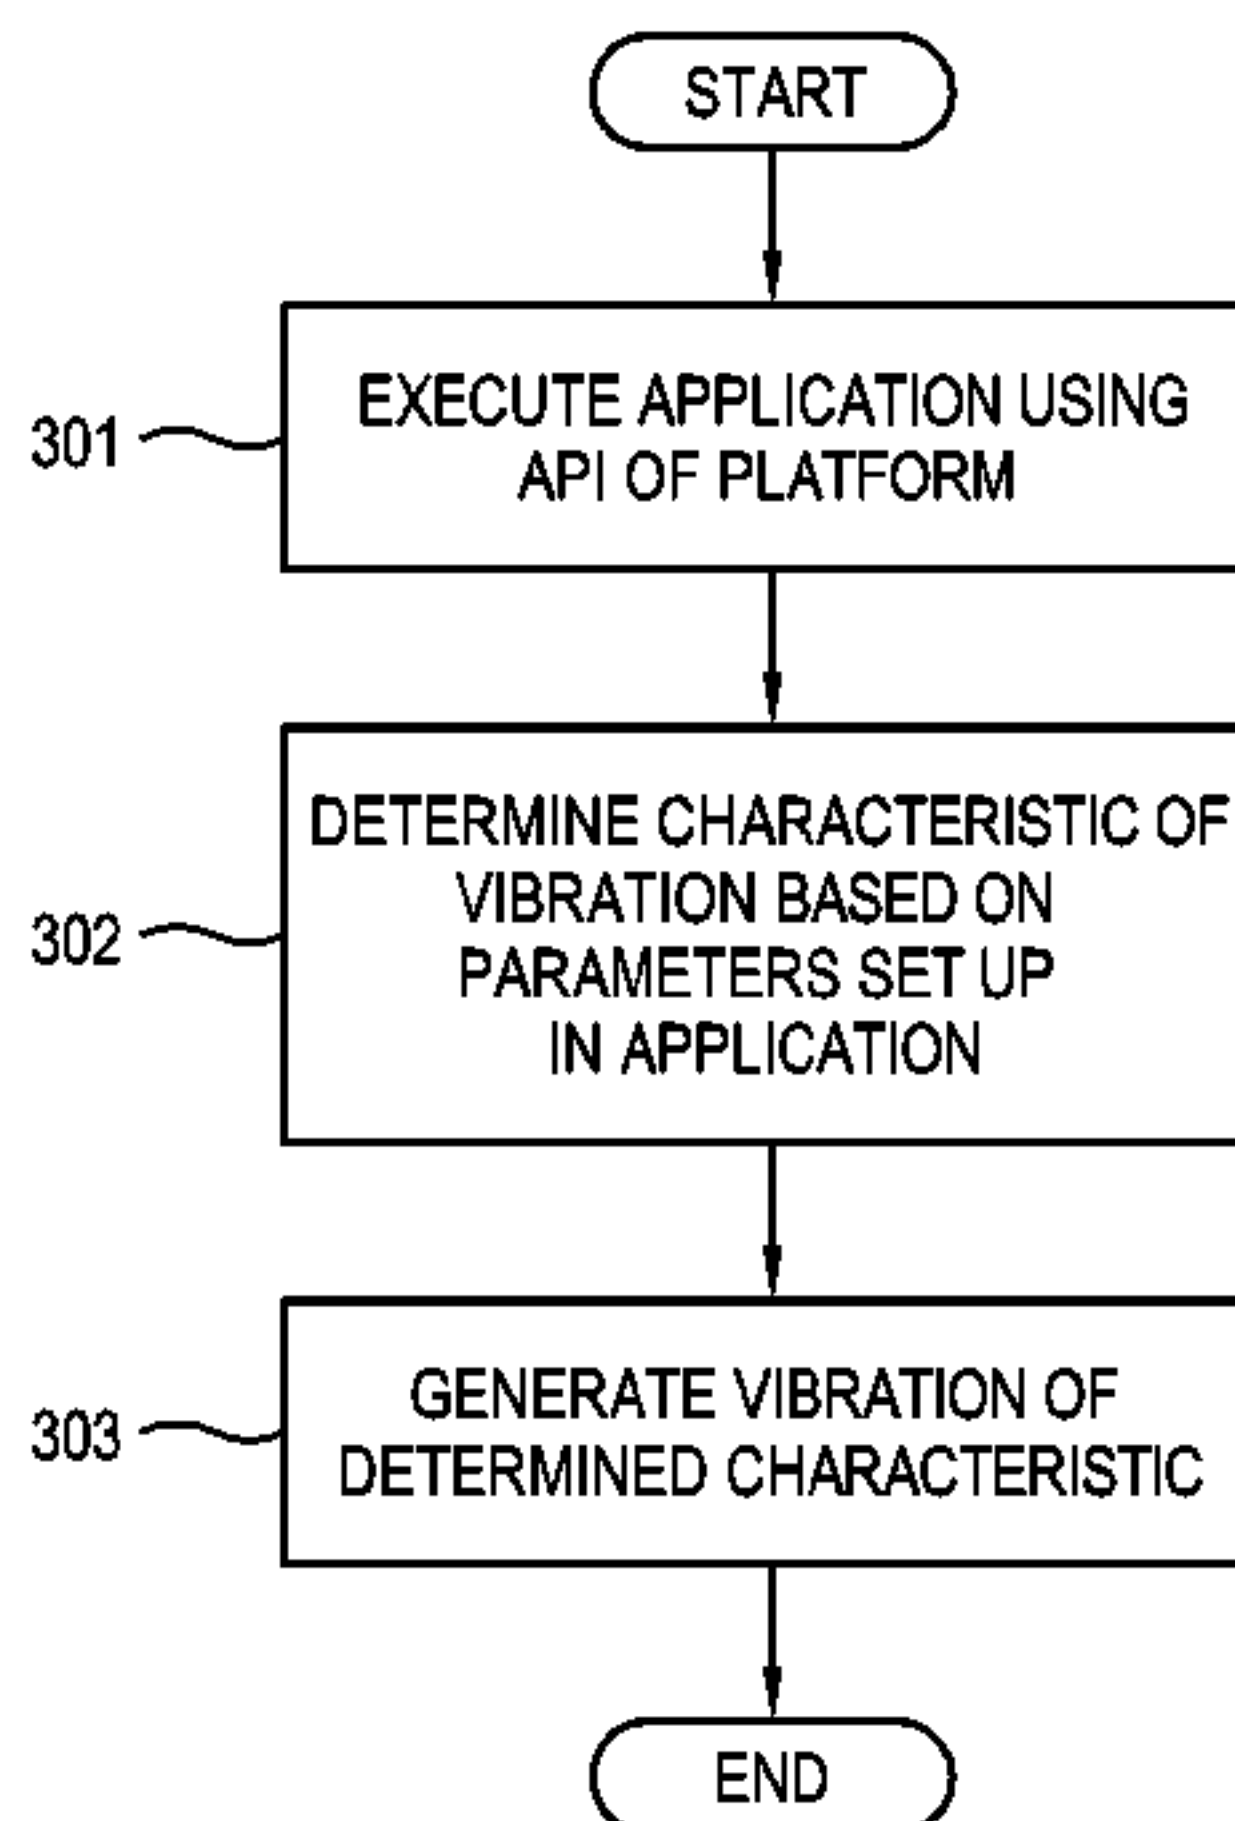 START
301
EXECUTE APPLICATION USING
API OF PLATFORM
302
DETERMINE CHARACTERISTIC OF
VIBRATION BASED ON
PARAMETERS SET UP
IN APPLICATION
303
GENERATE VIBRATION OF
DETERMINED CHARACTERISTIC
END